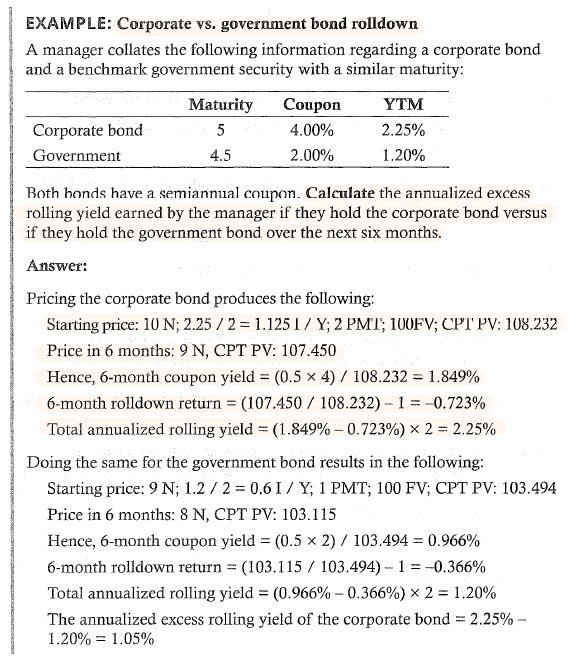 EXAMPLE: Corporate vs. government bond rolldown
A manager collates the following information regarding a corporate bond
and a benchmark government security with a similar maturity:
Maturity Coupon YTM
Corporate bond 5 4.00% 2.25%
Government 4.5 2.00% 1.20%
Both bonds have a semiannual coupon. Calculate the annualized excess
rolling yield earned by the manager if they hold the corporate bond versus
if they hold the government bond over the next six months.
Answer:
Pricing the corporate bond produces the following:
Starting price: 10 N; 2.25 / 2 = 1.125 I / Y; 2 PMT; 100FV; CPT PV: 108.232
Price in 6 months: 9 N, CPT PV: 107.450
Hence, 6-month coupon yield = (0.5 × 4) / 108.232 = 1.849%
6-month rolldown return = (107.450 / 108.232) – 1 = –0.723%
Total annualized rolling yield = (1.849% – 0.723%) × 2 = 2.25%
Doing the same for the government bond results in the following:
Starting price: 9 N; 1.2 / 2 = 0.6 I / Y; 1 PMT; 100 FV; CPT PV: 103.494
Price in 6 months: 8 N, CPT PV: 103.115
Hence, 6-month coupon yield = (0.5 × 2) / 103.494 = 0.966%
6-month rolldown return = (103.115 / 103.494) – 1 = –0.366%
Total annualized rolling yield = (0.966% – 0.366%) × 2 = 1.20%
The annualized excess rolling yield of the corporate bond = 2.25% –
1.20% = 1.05%